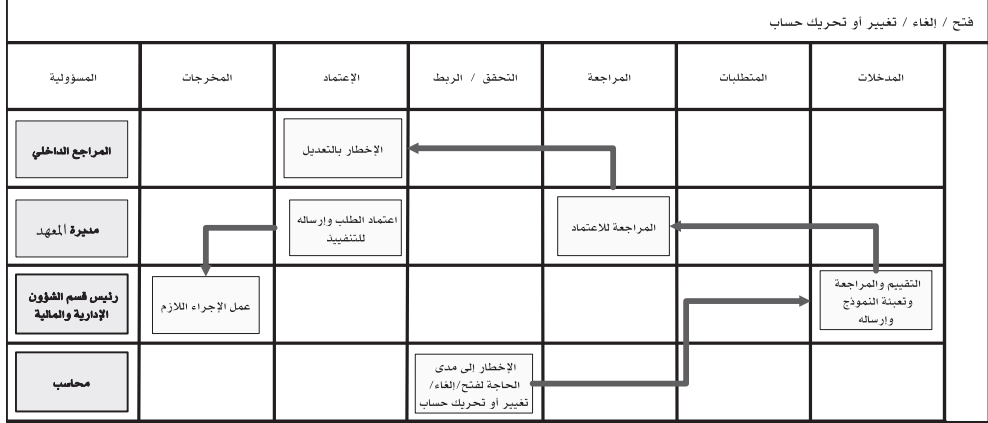 فتح / إلغاء / تغيير أو تحريك حساب
المدخلات
المتطلبات
المراجعة
التحقق / الربط
الإعتماد
المخرجات
المسؤولية
الإخطار بالتعديل
المراجع الداخلي
المراجعة للاعتماد
اعتماد الطلب وإرساله
للتنفييذ
مديرة المعهد
التقييم والمراجعة
وتعبئة النموذج
وإرساله
عمل الإجراء اللازم
رئيس قسم الشؤون
الإدارية والمالية
الإخطار إلى مدى
الحاجة لفتح/إلغاء/
تغيير أو تحريك حساب
محاسب